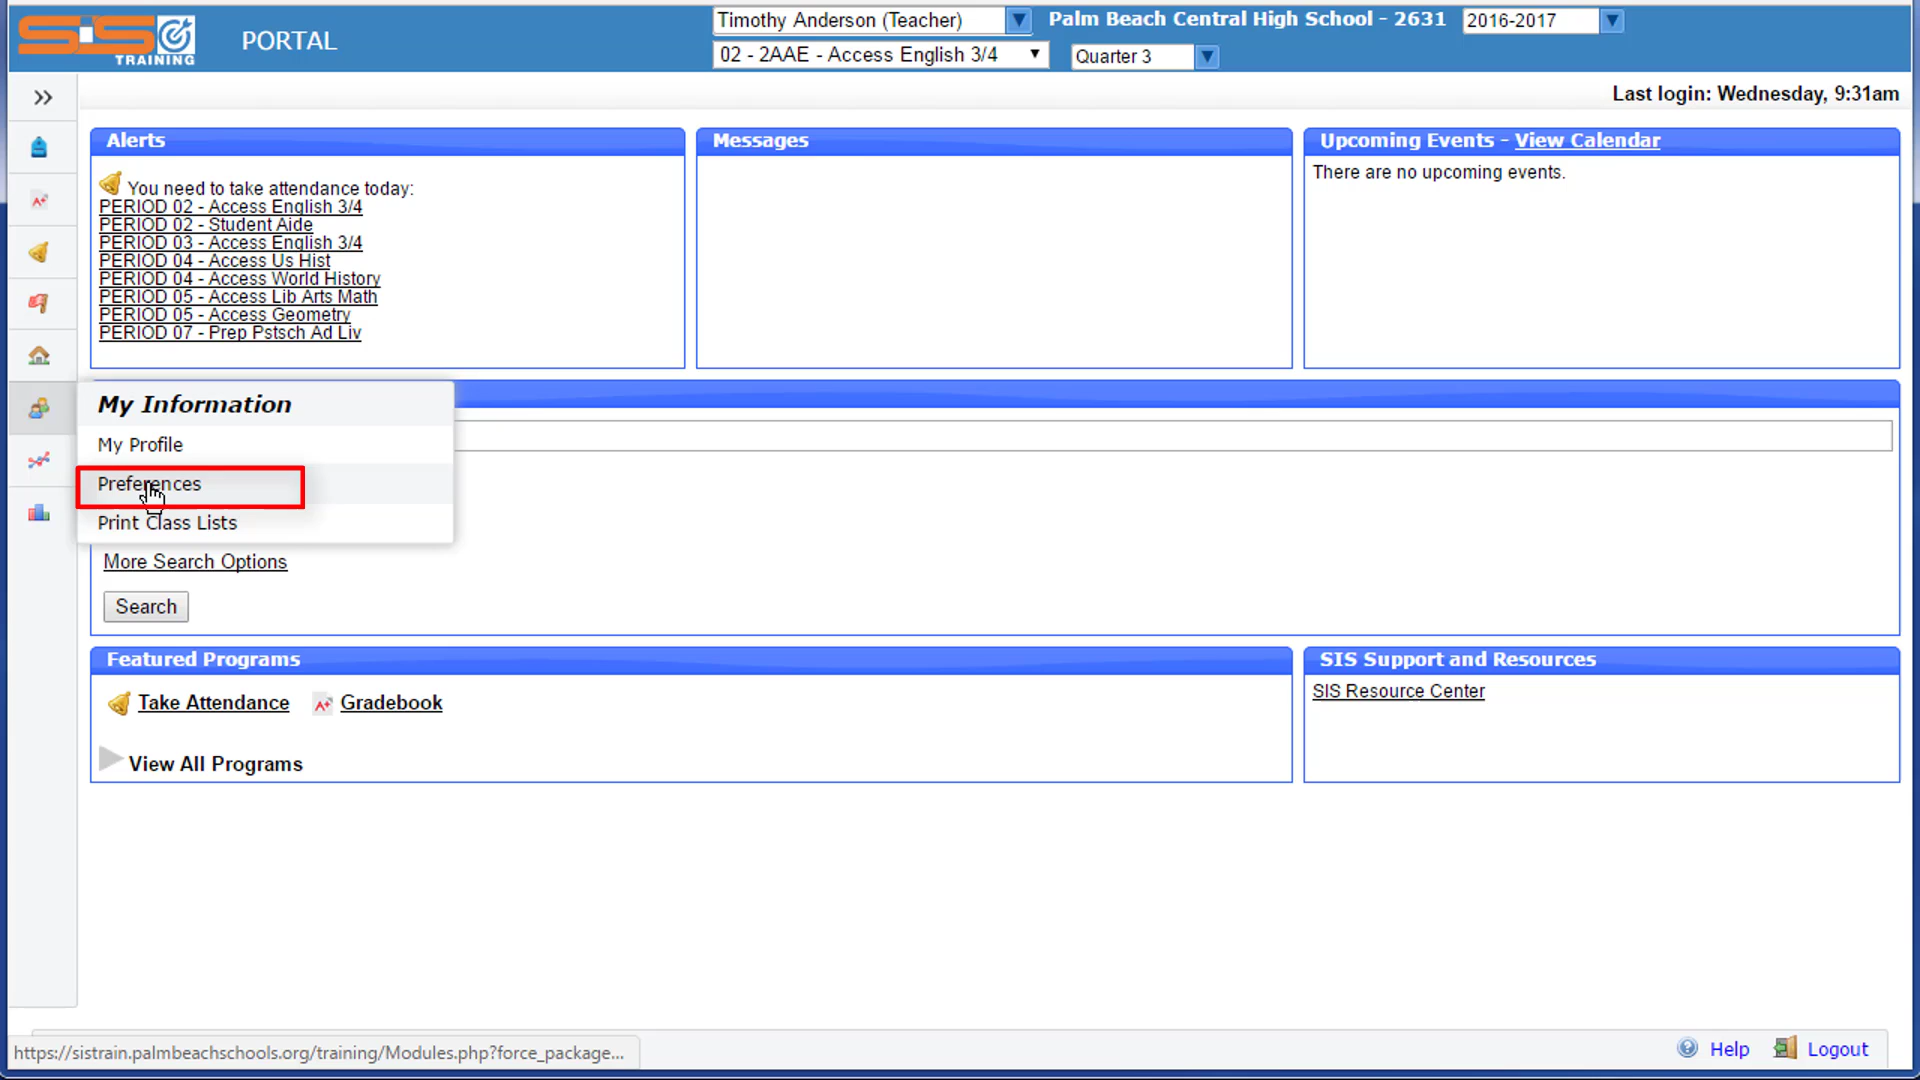 SIS
TRAINING
PORTAL
Timothy Anderson (Teacher)
Palm Beach Central High School - 2631
2016-2017
02 - 2AAE - Access English 3/4
Quarter 3
Last login: Wednesday, 9:31am
Alerts
You need to take attendance today:
PERIOD 02 - Access English 3/4
PERIOD 02 - Student Aide
PERIOD 03 - Access English 3/4
PERIOD 04 - Access Us Hist
PERIOD 04 - Access World History
PERIOD 05 - Access Lib Arts Math
PERIOD 05 - Access Geometry
PERIOD 07 - Prep Pstsch Ad Liv
Messages
Upcoming Events - View Calendar
There are no upcoming events.
My Information
My Profile
Preferences
Print Class Lists
More Search Options
Search
Featured Programs
Take Attendance
Gradebook
View All Programs
SIS Support and Resources
SIS Resource Center
https://sistrain.palmbeachschools.org/training/Modules.php?force_package...
Help
Logout